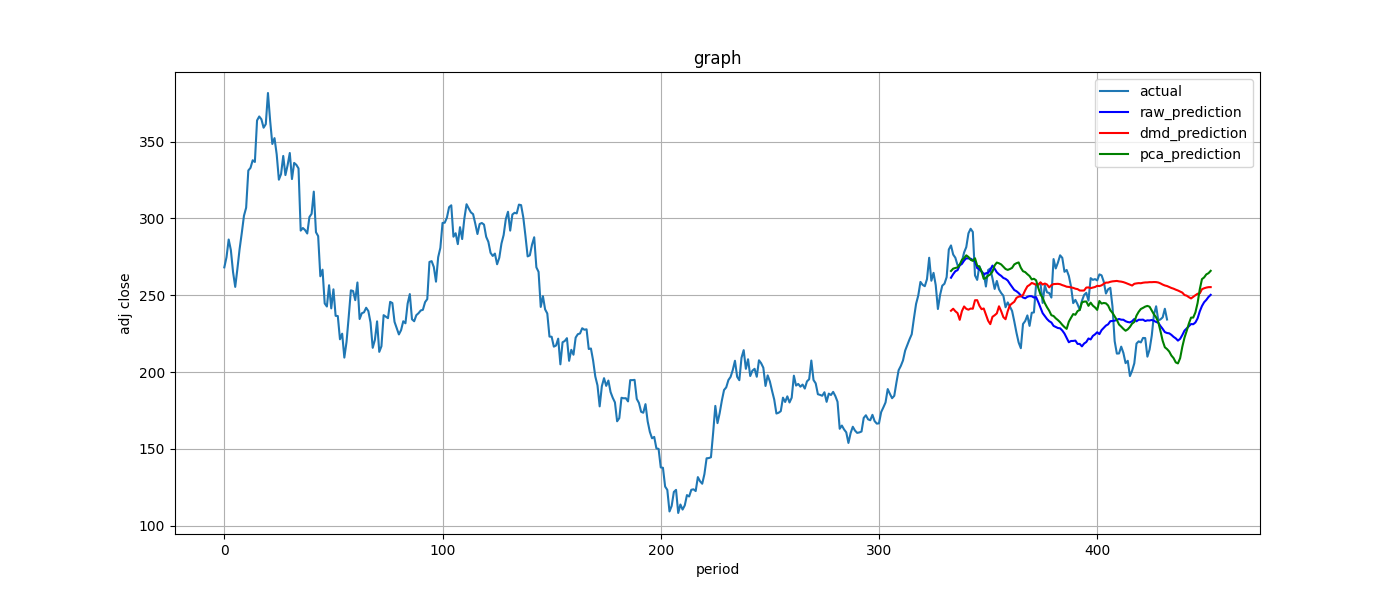 graph
actual
raw_prediction
dmd_prediction
pca_prediction
adj close
350
300
250
200
150
100
0 100 200 300 400
period